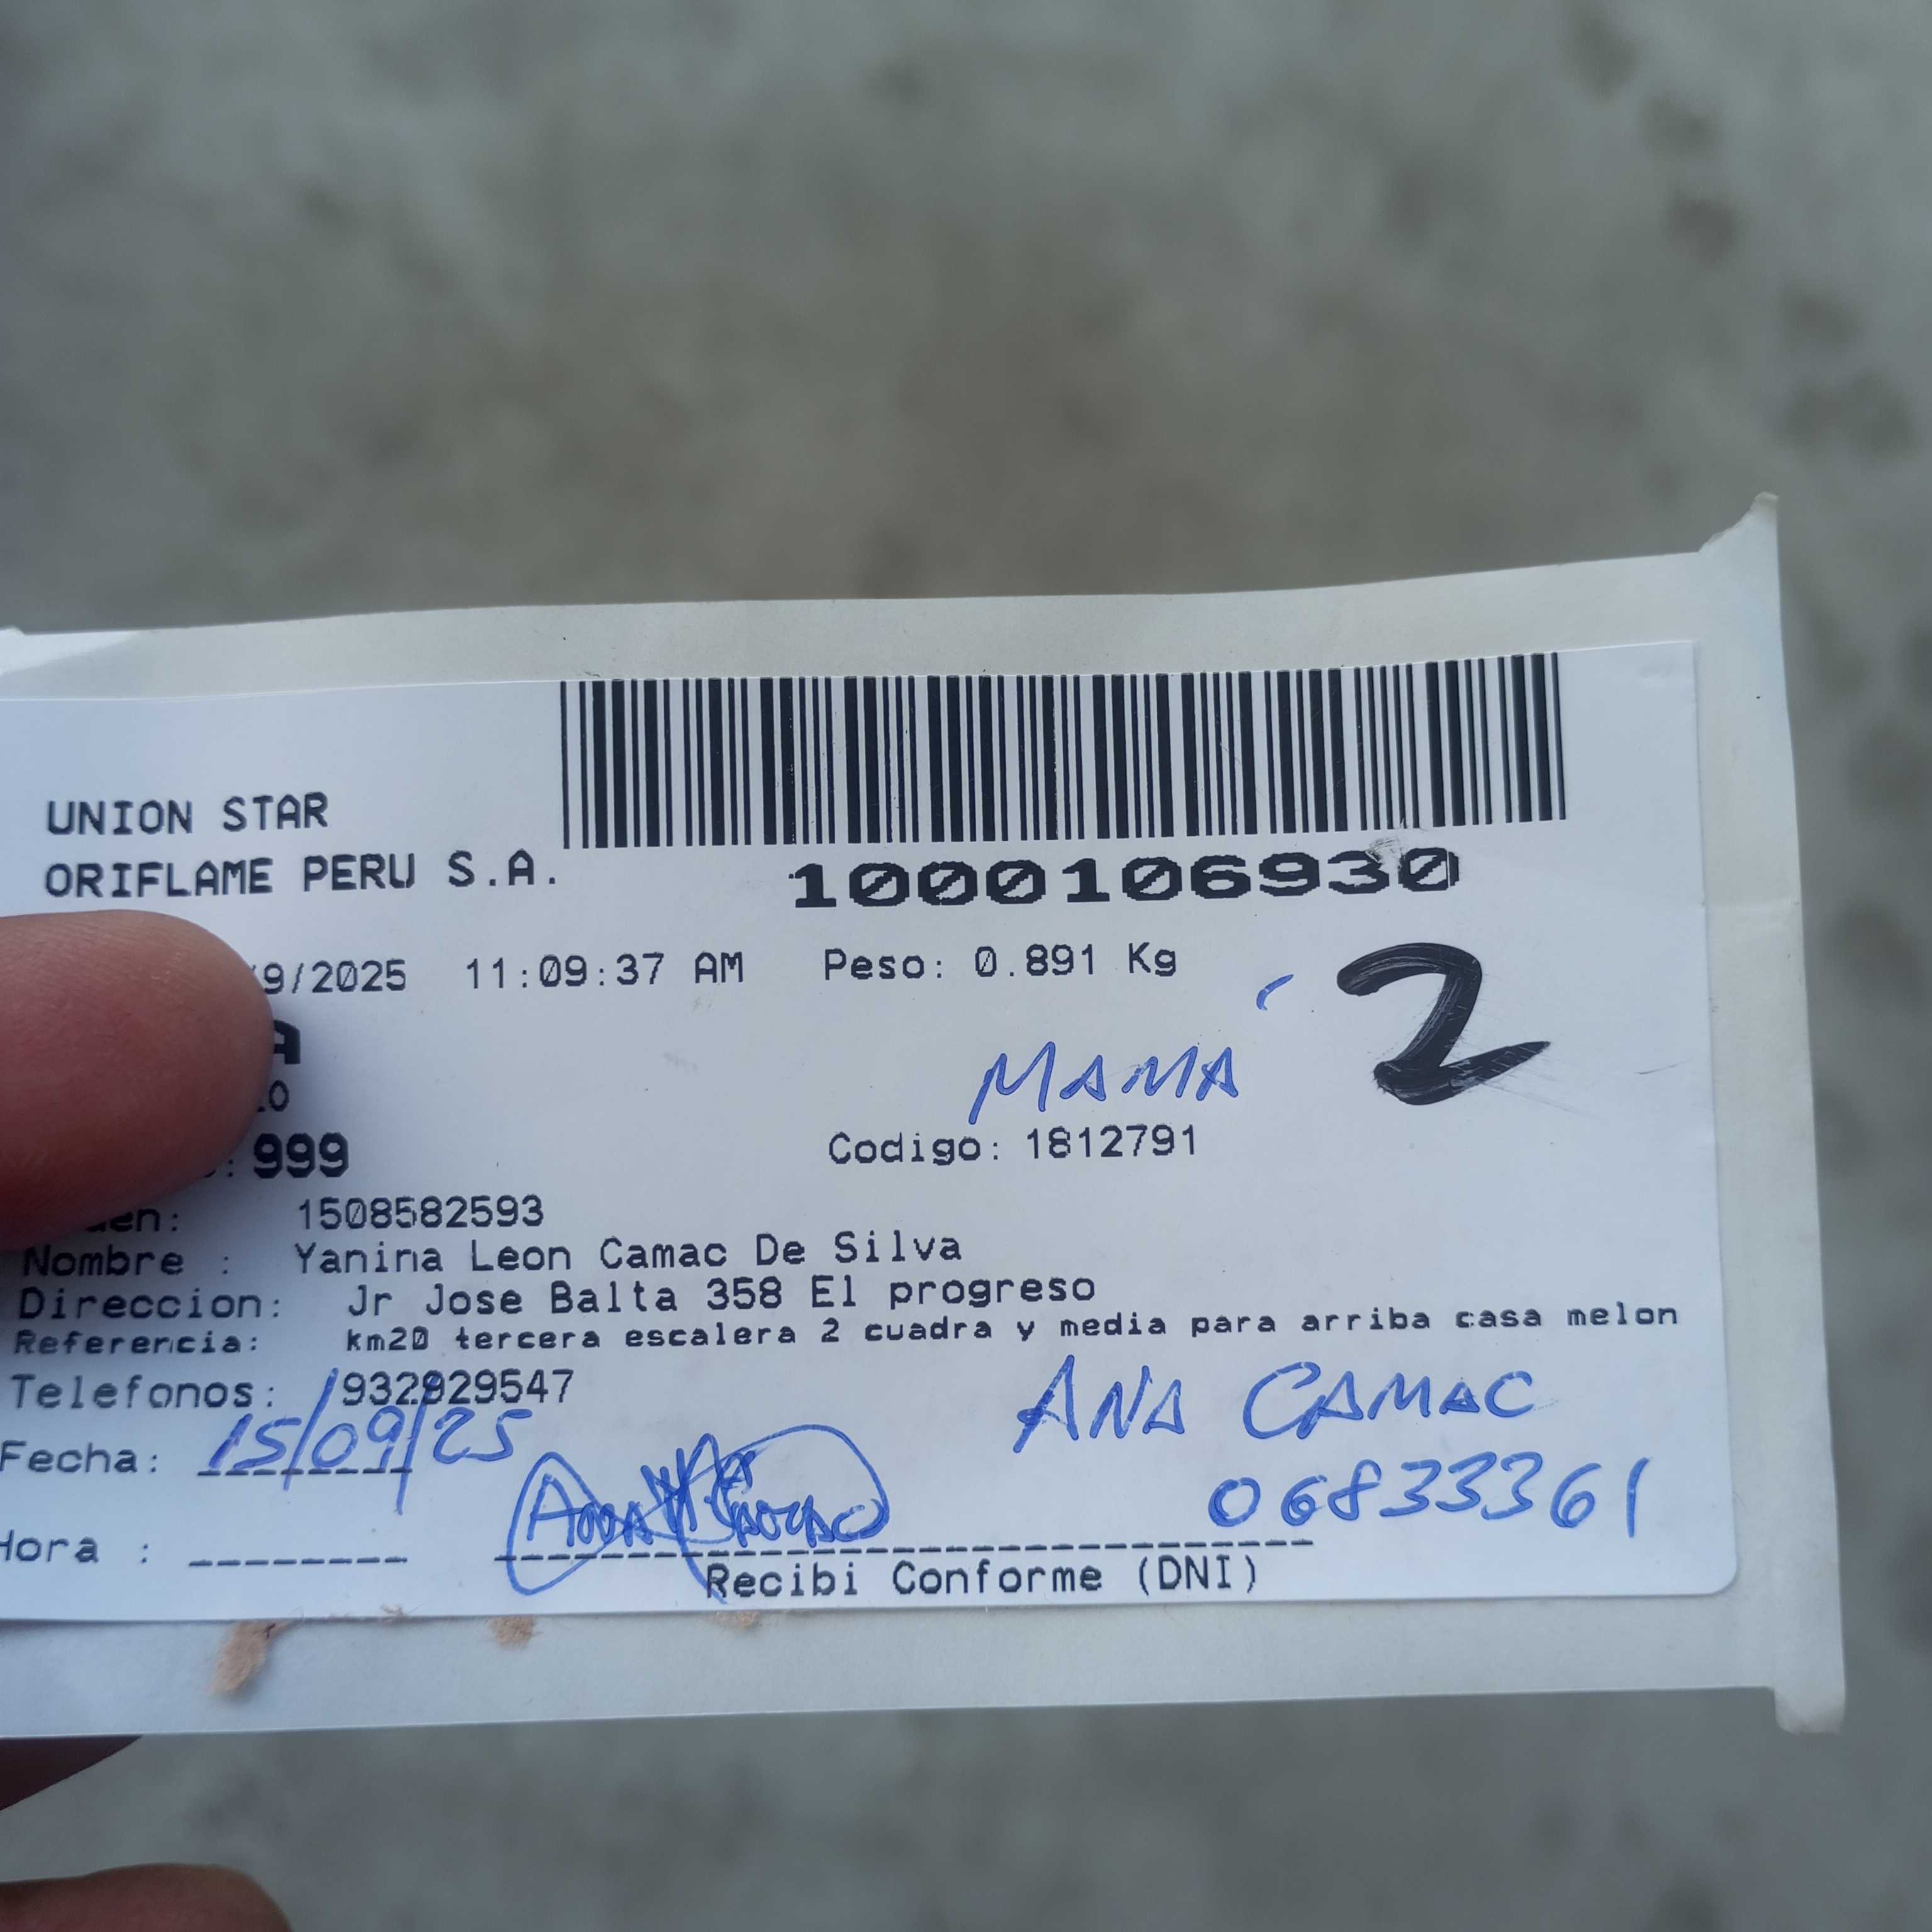 UNION STAR
ORIFLAME PERU S.A.
1000106930
9/2025 11:09:37 AM Peso: 0.891 Kg
2
MAMÁ
999 Codigo: 1812791
1508582593
Nombre : Yanina Leon Camac De Silva
Direccion: Jr Jose Balta 358 El progreso
Referencia: km20 tercera escalera 2 cuadra y media para arriba casa melon
Telefonos: 932929547
ANA CAMAC
Fecha: 15/09/25
06833361
Hora : --------
Recibi Conforme (DNI)